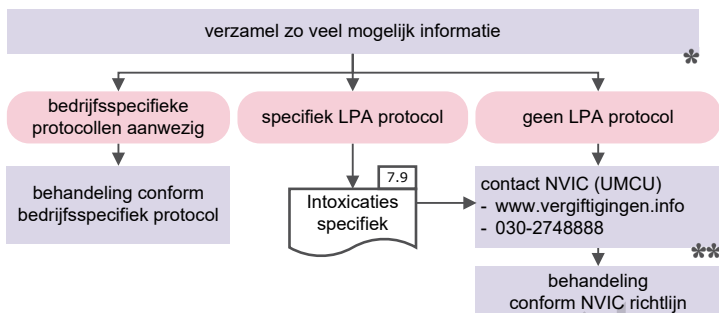 verzamel zo veel mogelijk informatie
*
bedrijfsspecifieke
protocollen aanwezig
specifiek LPA protocol
geen LPA protocol
behandeling conform
bedrijfsspecifiek protocol
7.9
Intoxicaties
specifiek
contact NVIC (UMCU)
- www.vergiftigingen.info
- 030-2748888
**
behandeling
conform NVIC richtlijn